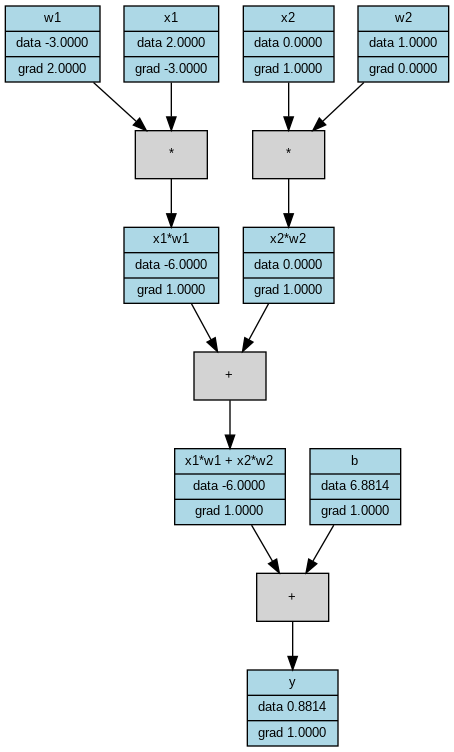 w1
data -3.0000
grad 2.0000
x1
data 2.0000
grad -3.0000
x2
data 0.0000
grad 1.0000
w2
data 1.0000
grad 0.0000
*
*
x1*w1
data -6.0000
grad 1.0000
x2*w2
data 0.0000
grad 1.0000
+
x1*w1 + x2*w2
data -6.0000
grad 1.0000
b
data 6.8814
grad 1.0000
+
y
data 0.8814
grad 1.0000